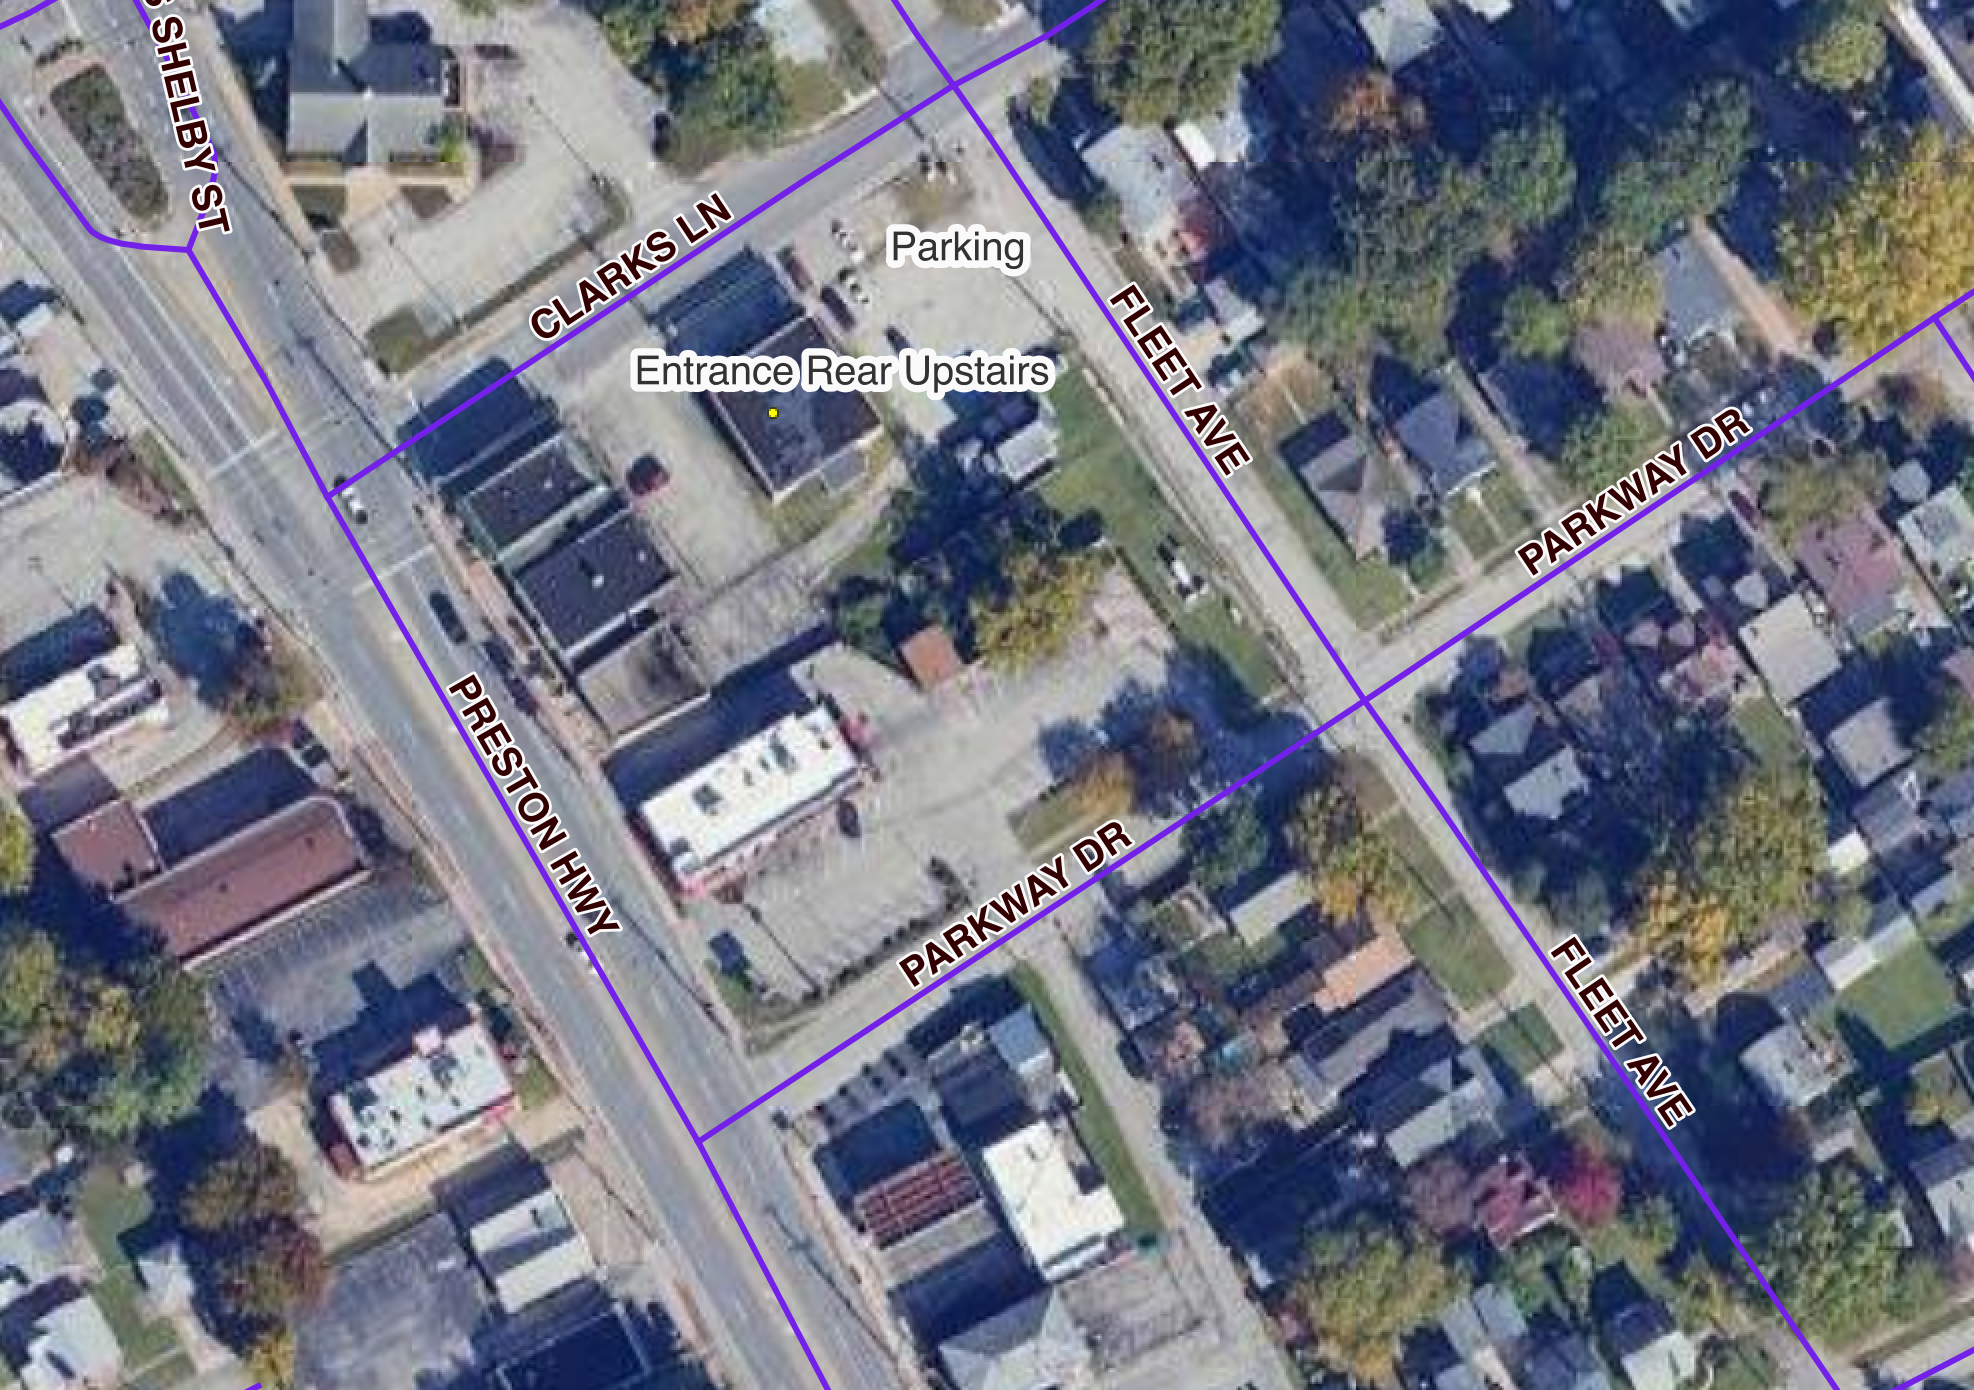 S SHELBY ST
CLARKS LN
Parking
Entrance Rear Upstairs
FLEET AVE
PARKWAY DR
PRESTON HWY
PARKWAY DR
FLEET AVE